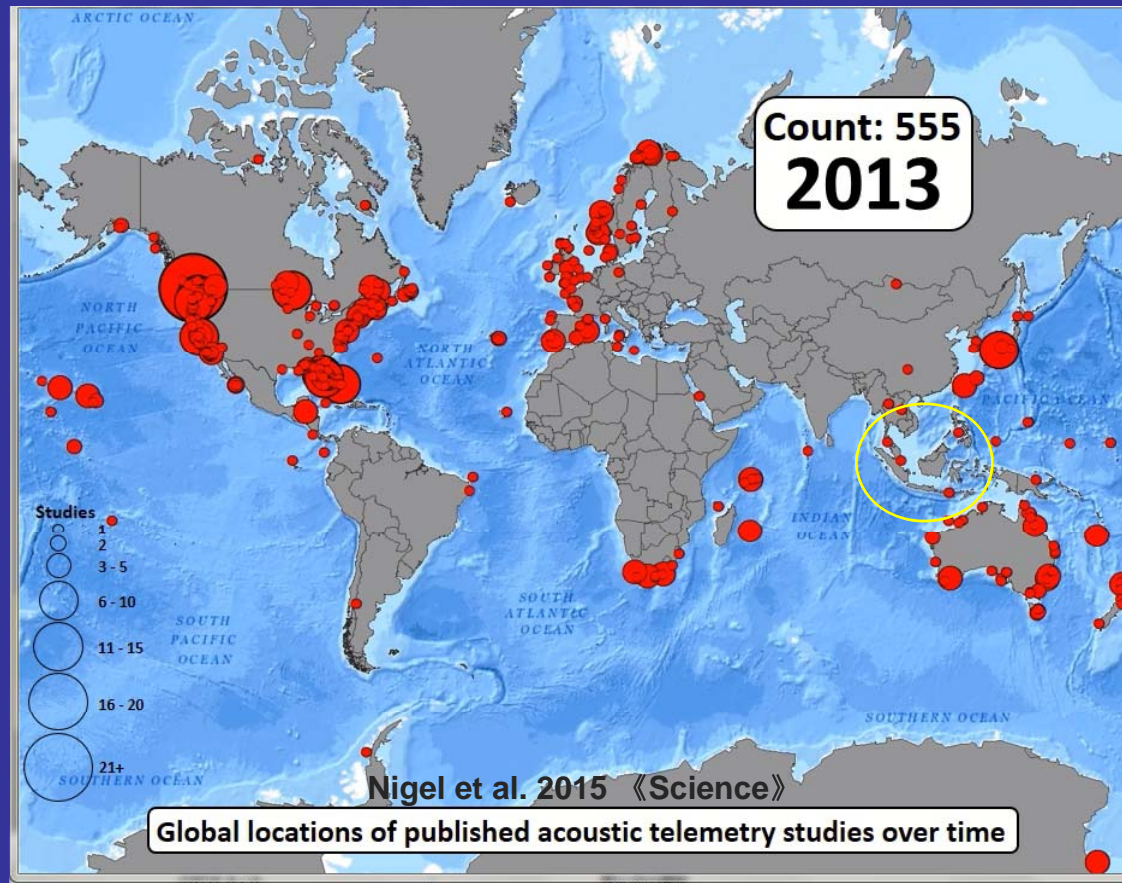 ARCTIC OCEAN
Count: 555
2013
NORTH
PACIFIC
OCEAN
NORTH
ATLANTIC
OCEAN
PACIFIC OCEAN
INDIAN
OCEAN
Studies
1
2
3 - 5
6 - 10
11 - 15
16 - 20
21+
SOUTH
PACIFIC
OCEAN
SOUTH
ATLANTIC
OCEAN
SOUTHERN OCEAN
SOUTHERN OCEAN
Nigel et al. 2015 《Science》
Global locations of published acoustic telemetry studies over time